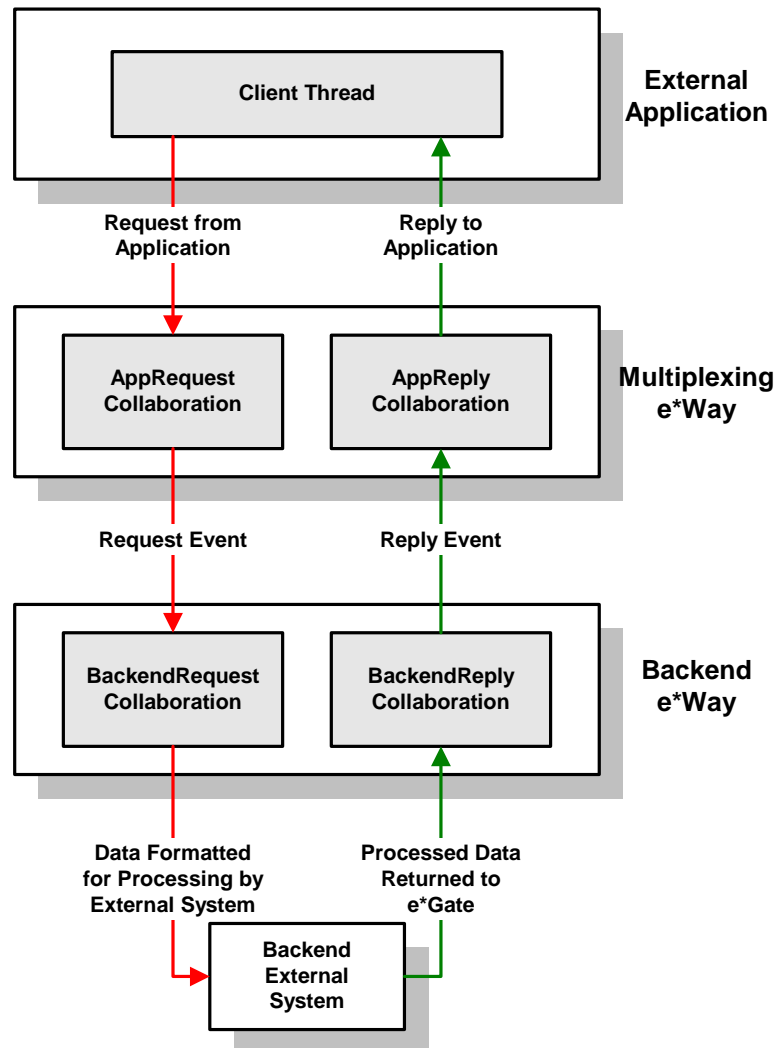 Client Thread
External
Application
Request from
Application
Reply to
Application
AppRequest
Collaboration
AppReply
Collaboration
Multiplexing
e*Way
Request Event
Reply Event
BackendRequest
Collaboration
BackendReply
Collaboration
Backend
e*Way
Data Formatted
for Processing by
External System
Processed Data
Returned to
e*Gate
Backend
External
System